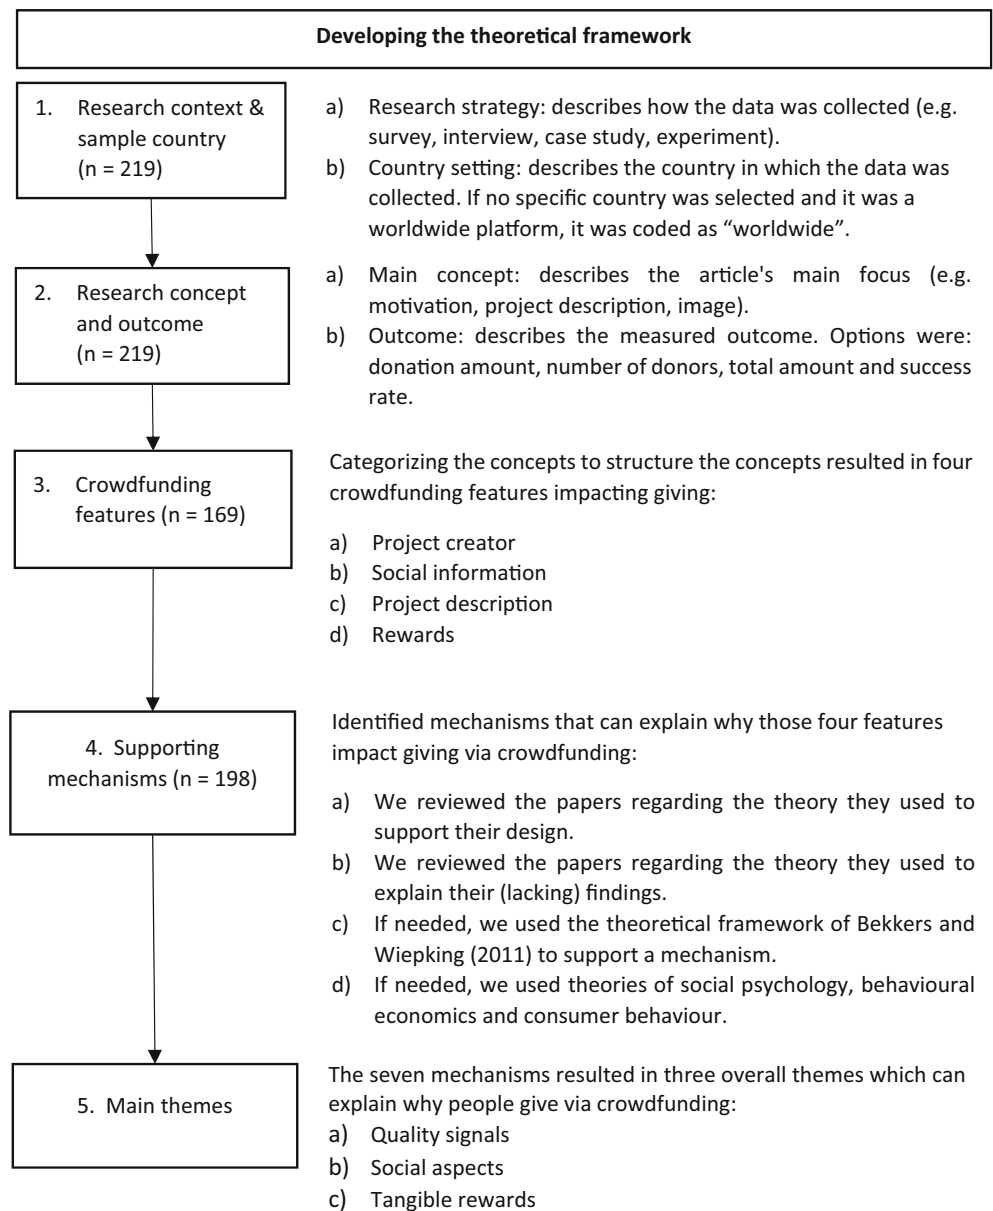 Developing the theoretical framework
1. Research context &
sample country
(n = 219)
a) Research strategy: describes how the data was collected (e.g.
survey, interview, case study, experiment).
b) Country setting: describes the country in which the data was
collected. If no specific country was selected and it was a
worldwide platform, it was coded as “worldwide”.
2. Research concept
and outcome
(n = 219)
a) Main concept: describes the article's main focus (e.g.
motivation, project description, image).
b) Outcome: describes the measured outcome. Options were:
donation amount, number of donors, total amount and success
rate.
3. Crowdfunding
features (n = 169)
Categorizing the concepts to structure the concepts resulted in four
crowdfunding features impacting giving:
a) Project creator
b) Social information
c) Project description
d) Rewards
4. Supporting
mechanisms (n = 198)
Identified mechanisms that can explain why those four features
impact giving via crowdfunding:
a) We reviewed the papers regarding the theory they used to
support their design.
b) We reviewed the papers regarding the theory they used to
explain their (lacking) findings.
c) If needed, we used the theoretical framework of Bekkers and
Wiepking (2011) to support a mechanism.
d) If needed, we used theories of social psychology, behavioural
economics and consumer behaviour.
5. Main themes
The seven mechanisms resulted in three overall themes which can
explain why people give via crowdfunding:
a) Quality signals
b) Social aspects
c) Tangible rewards